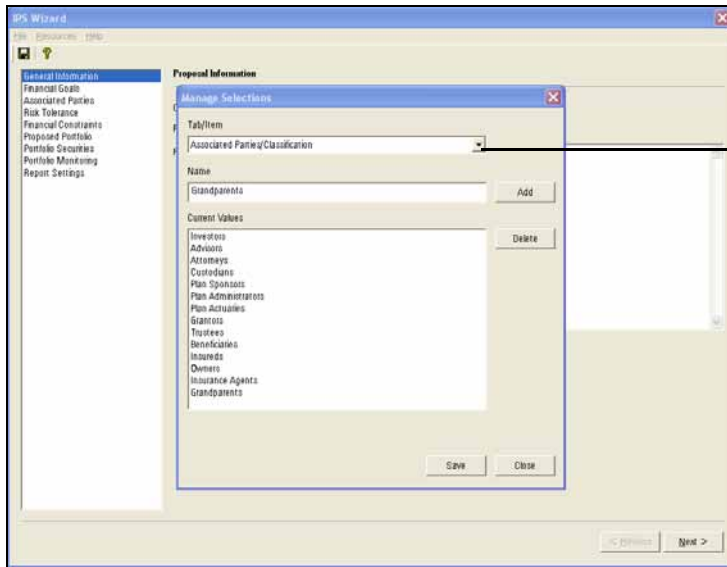 IPS Wizard
File Resources Help
General Information
Financial Goals
Associated Parties
Risk Tolerance
Financial Constraints
Proposed Portfolio
Portfolio Securities
Portfolio Monitoring
Report Settings
Proposal Information
Manage Selections
Tab/Item
Associated Parties/Classification
Name
Grandparents
Add
Current Values
Delete
Investors
Advisors
Attorneys
Custodians
Plan Sponsors
Plan Administrators
Plan Actuaries
Grantors
Trustees
Beneficiaries
Insureds
Owners
Insurance Agents
Grandparents
Save Close
< Previous Next >